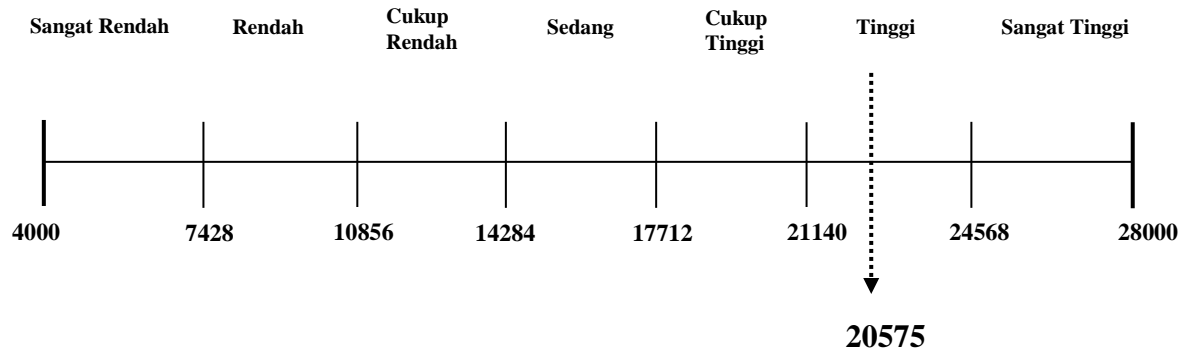 Sangat Rendah Rendah Cukup Rendah Sedang Cukup Tinggi Tinggi Sangat Tinggi
4000 7428 10856 14284 17712 21140 24568 28000
20575